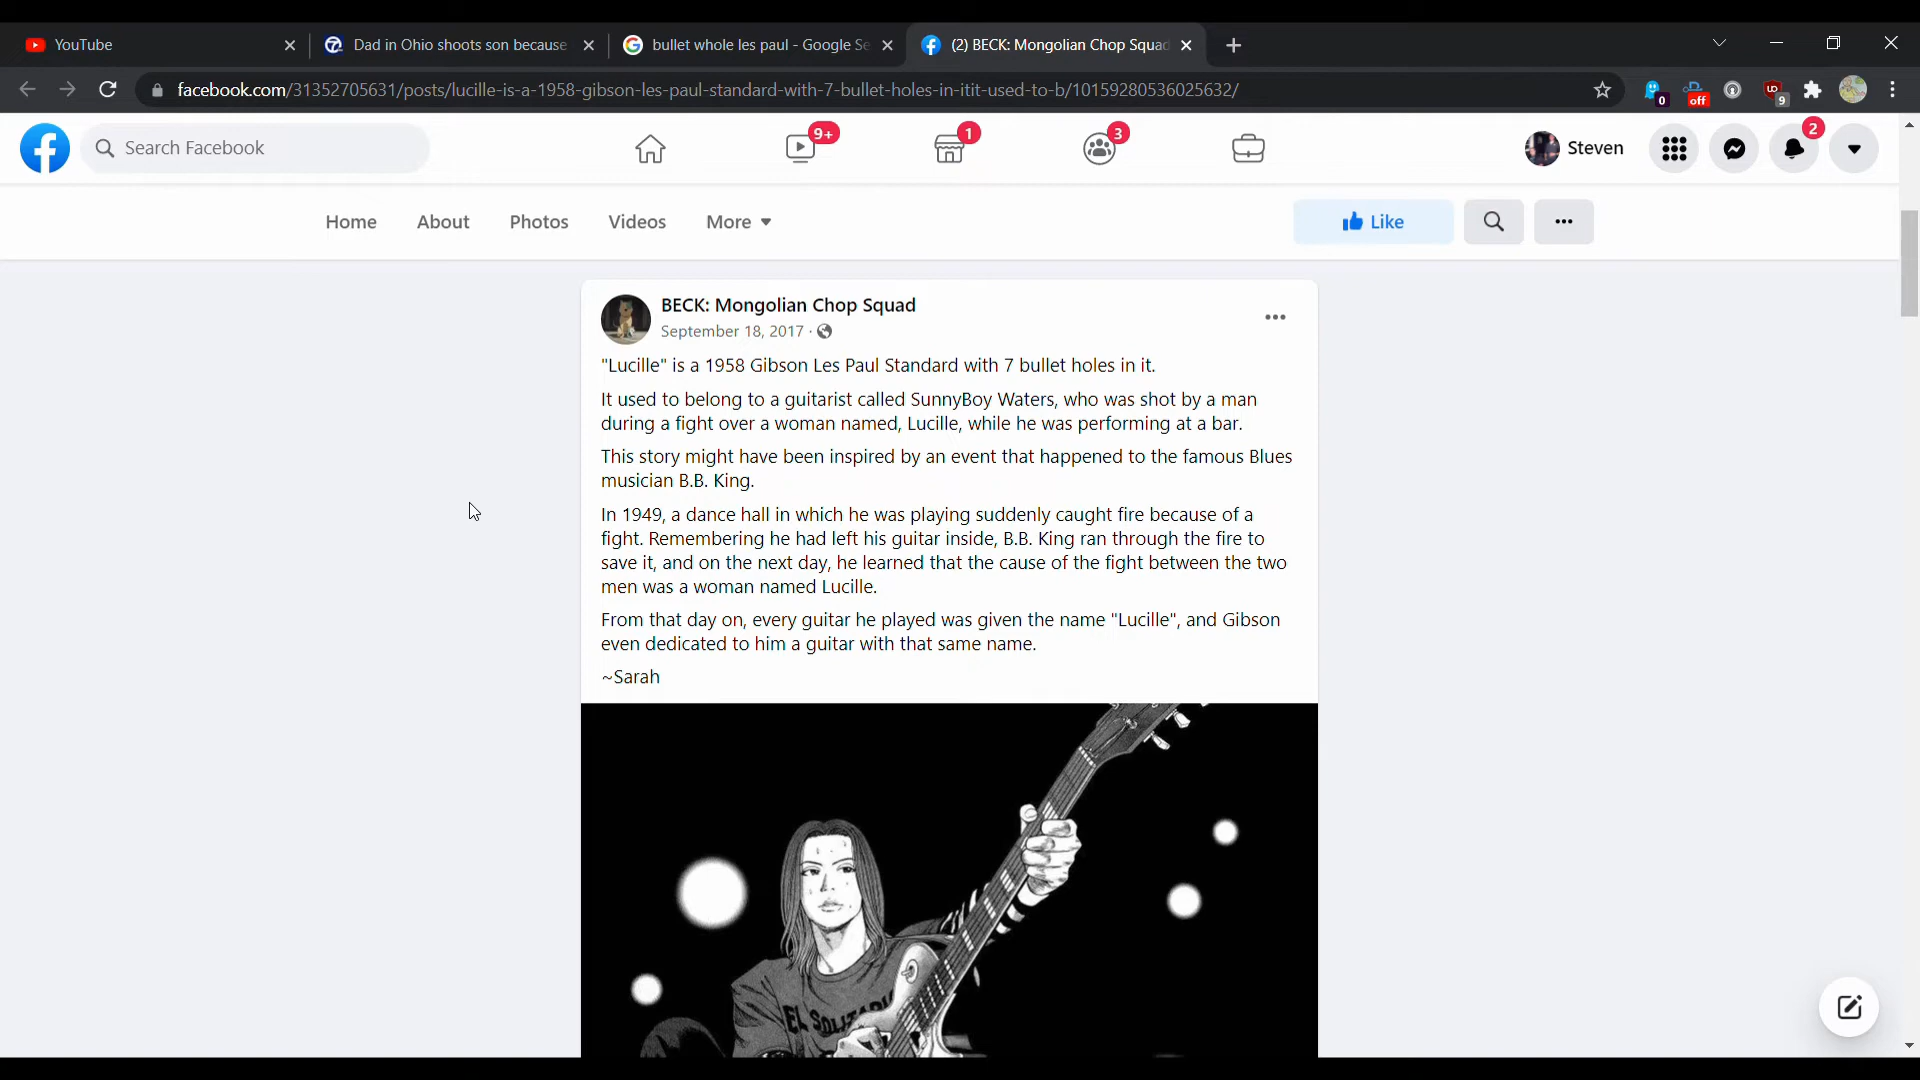 YouTube
Dad in Ohio shoots son because
bullet whole les paul - Google Se
(2) BECK: Mongolian Chop Squad
facebook.com/31352705631/posts/lucille-is-a-1958-gibson-les-paul-standard-with-7-bullet-holes-in-itit-used-to-b/10159280536025632/
0
off
UO
9
Search Facebook
9+
1
3
Steven
2
Home
About
Photos
Videos
More
Like
BECK: Mongolian Chop Squad
September 18, 2017 ·
"Lucille" is a 1958 Gibson Les Paul Standard with 7 bullet holes in it.
It used to belong to a guitarist called SunnyBoy Waters, who was shot by a man
during a fight over a woman named, Lucille, while he was performing at a bar.
This story might have been inspired by an event that happened to the famous Blues
musician B.B. King.
In 1949, a dance hall in which he was playing suddenly caught fire because of a
fight. Remembering he had left his guitar inside, B.B. King ran through the fire to
save it, and on the next day, he learned that the cause of the fight between the two
men was a woman named Lucille.
From that day on, every guitar he played was given the name "Lucille", and Gibson
even dedicated to him a guitar with that same name.
~Sarah
EL SOLITARI